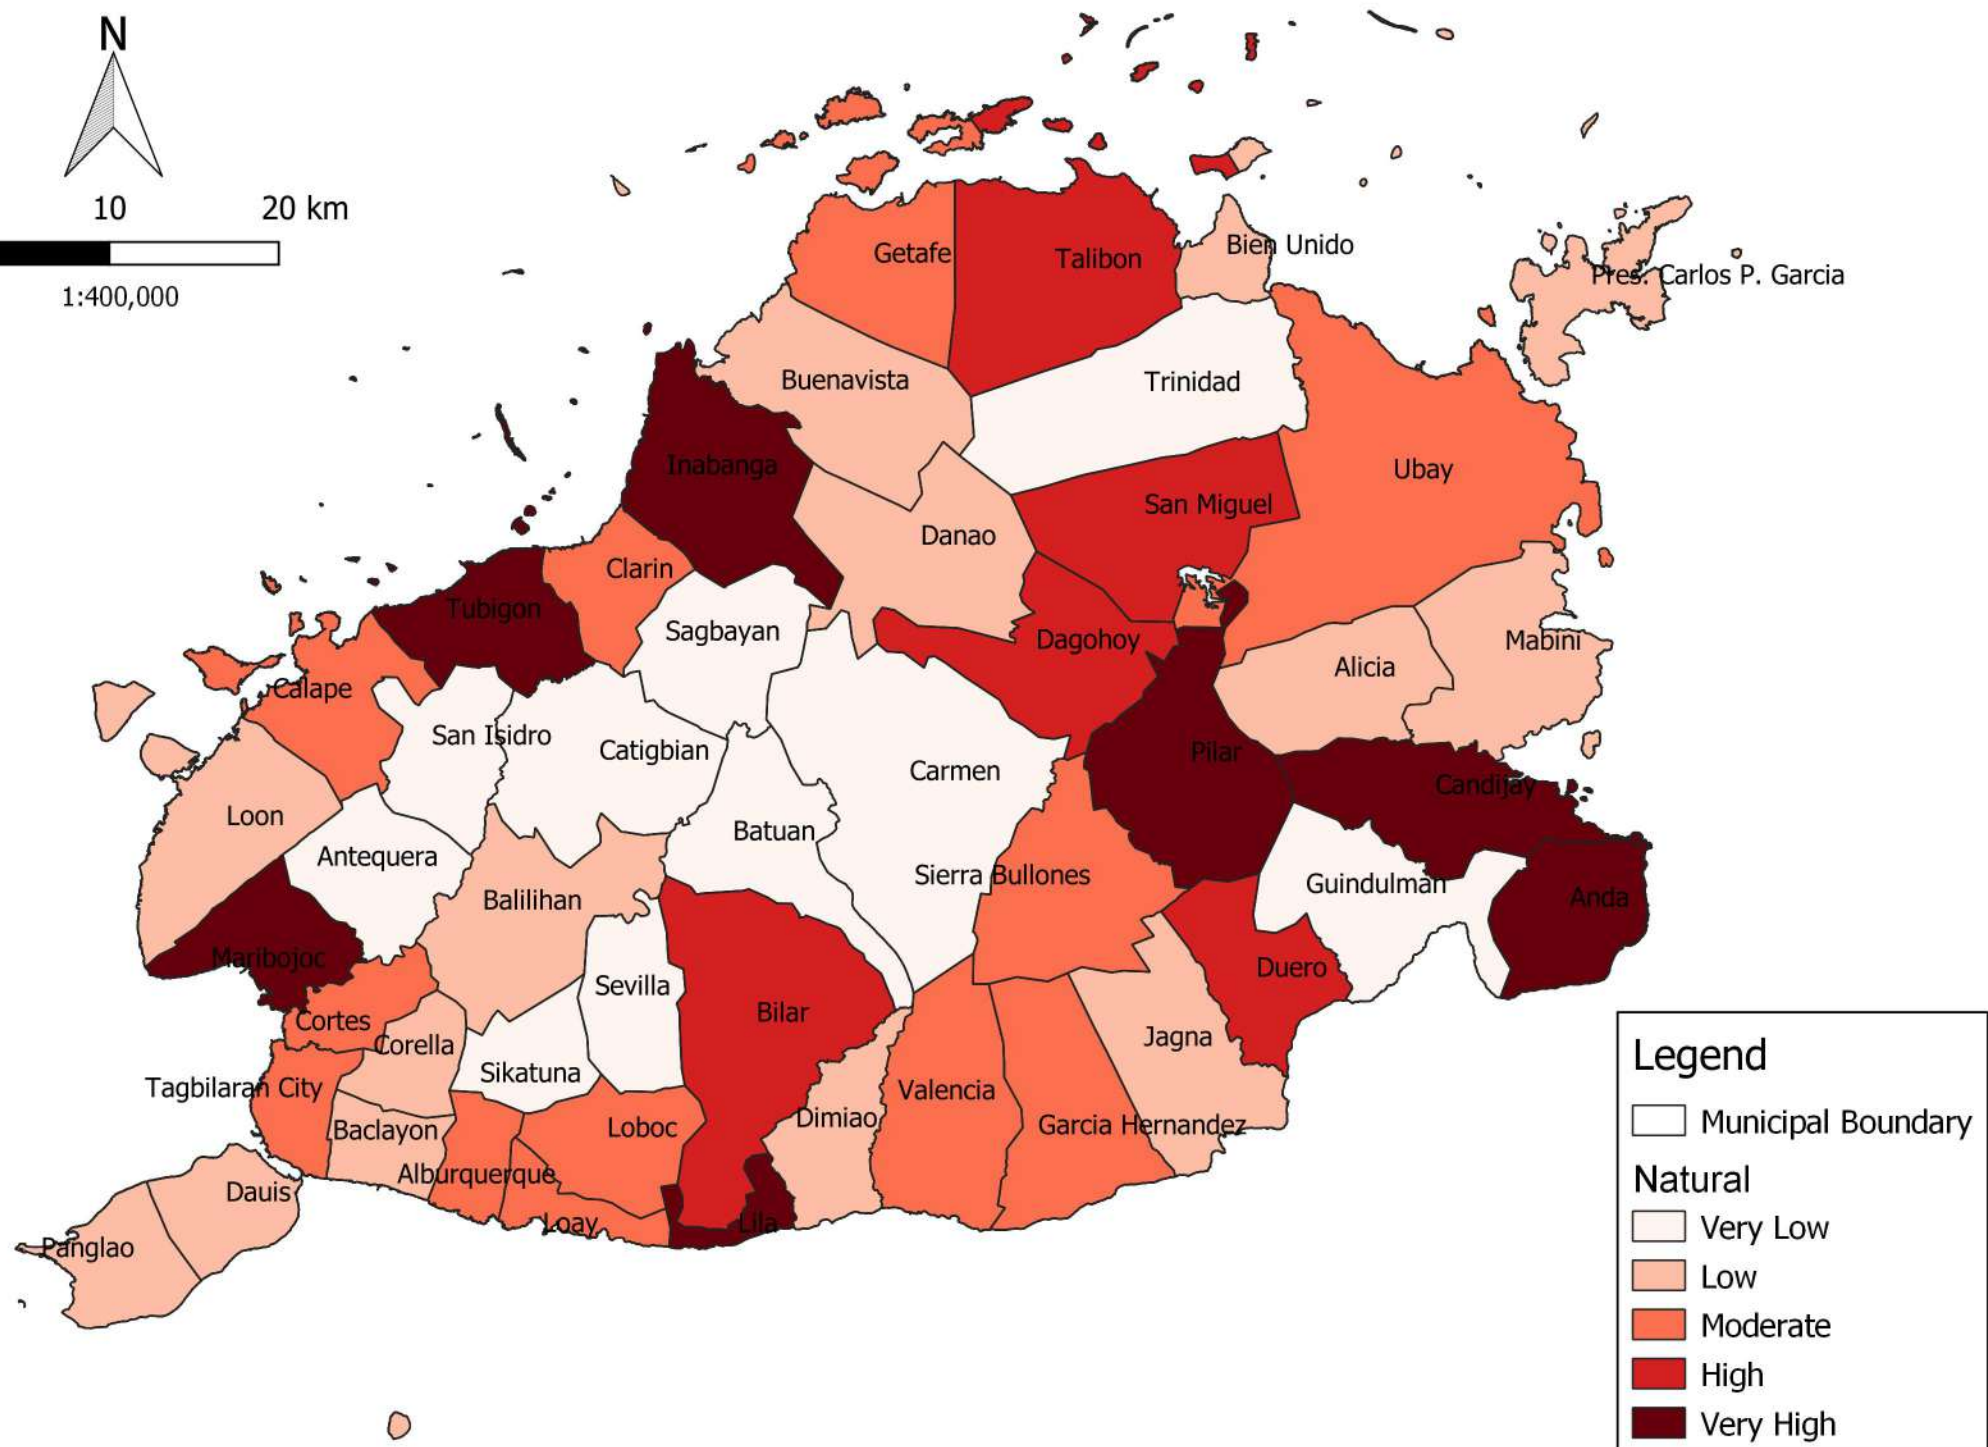 N
10 20 km
1:400,000
Getafe
Talibon
Bien Unido
Pres. Carlos P. Garcia
Buenavista
Trinidad
Inabanga
Ubay
San Miguel
Danao
Clarin
Tubigon
Sagbayan
Dagohoy
Mabini
Alicia
Calape
San Isidro
Catigbian
Pilar
Carmen
Candijay
Loon
Batuan
Antequera
Sierra Bullones
Guindulman
Balilihan
Anda
Maribojoc
Duero
Sevilla
Bilar
Cortes
Jagna
Corella
Sikatuna
Tagbilaran City
Valencia
Dimiao
Garcia Hernandez
Loboc
Baclayon
Alburquerque
Dauis
Loay
Lila
Panglao
Legend
Municipal Boundary
Natural
Very Low
Low
Moderate
High
Very High